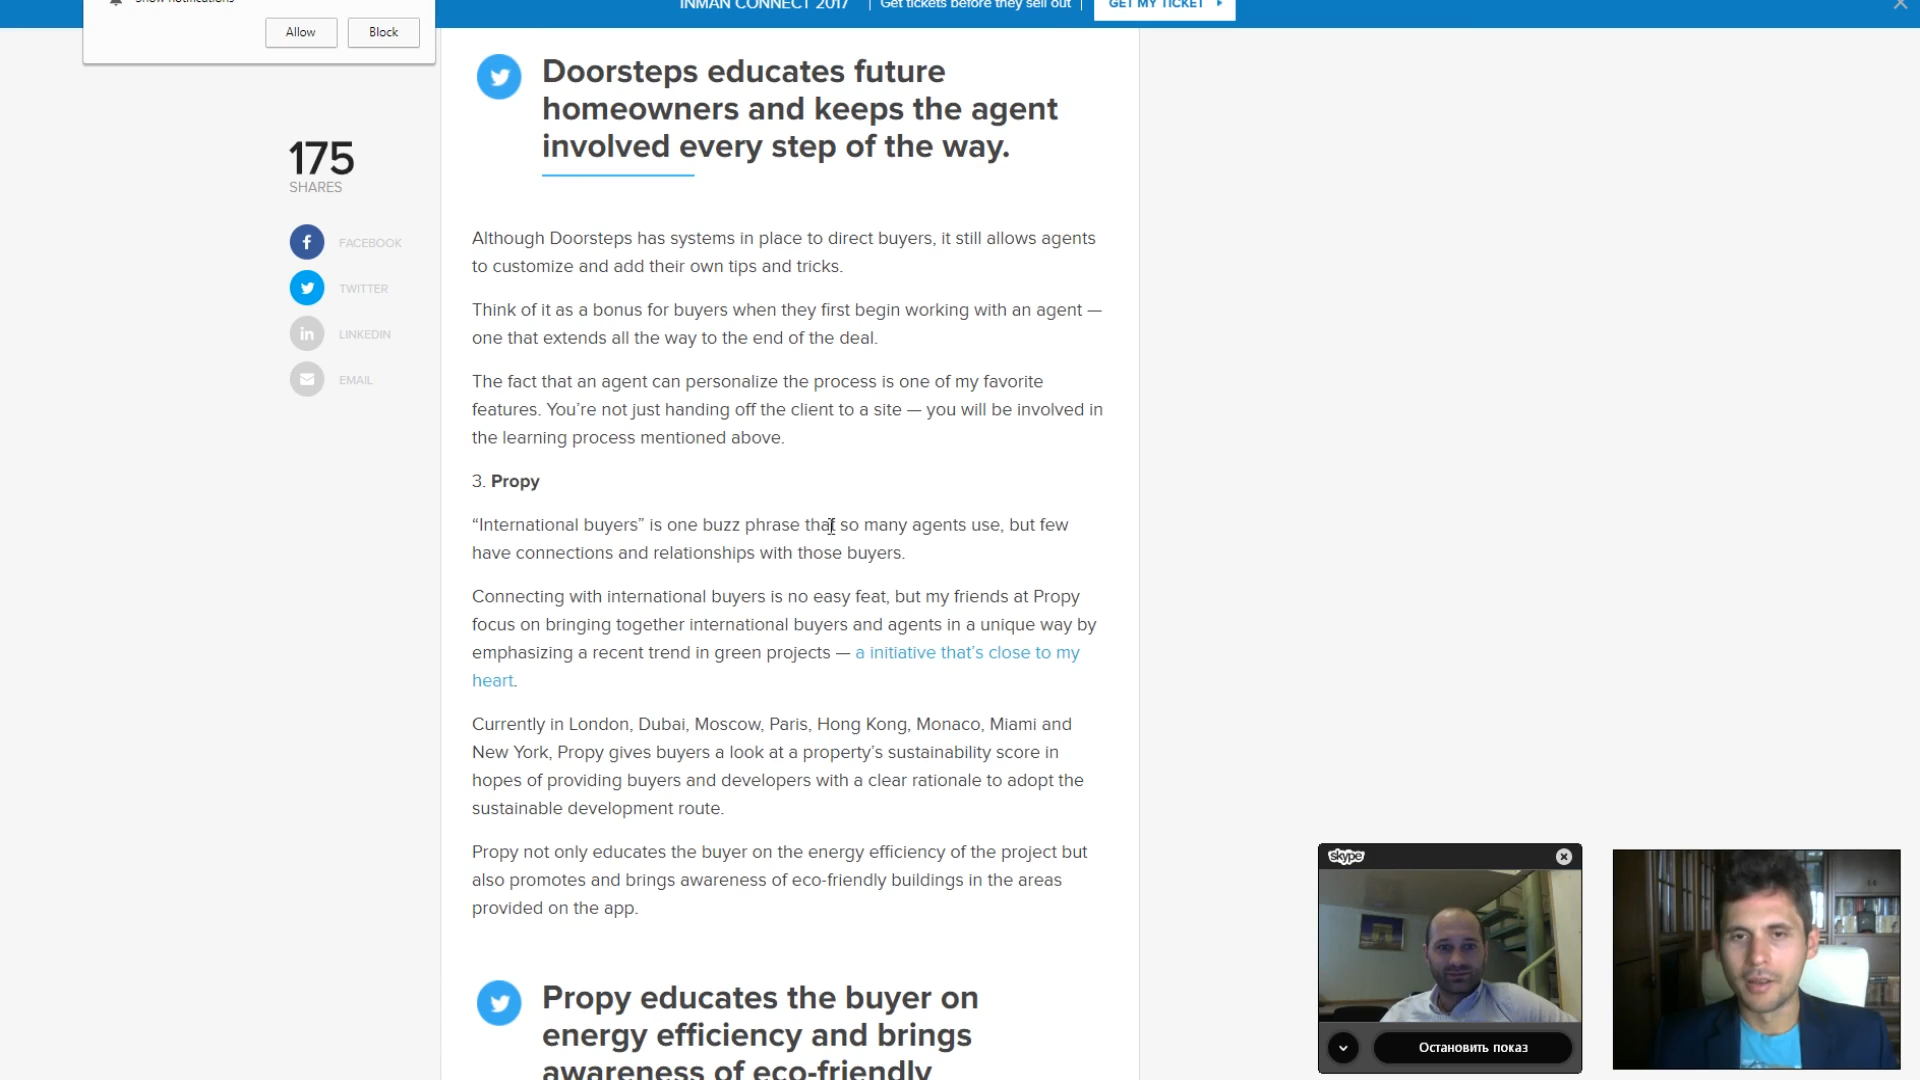 Show notifications
Allow Block
INMAN CONNECT 2017 | Get tickets before they sell out | GET MY TICKET
Doorsteps educates future
homeowners and keeps the agent
involved every step of the way.
175
SHARES
FACEBOOK
TWITTER
LINKEDIN
EMAIL
Although Doorsteps has systems in place to direct buyers, it still allows agents
to customize and add their own tips and tricks.
Think of it as a bonus for buyers when they first begin working with an agent —
one that extends all the way to the end of the deal.
The fact that an agent can personalize the process is one of my favorite
features. You’re not just handing off the client to a site — you will be involved in
the learning process mentioned above.
3. Propy
“International buyers” is one buzz phrase that so many agents use, but few
have connections and relationships with those buyers.
Connecting with international buyers is no easy feat, but my friends at Propy
focus on bringing together international buyers and agents in a unique way by
emphasizing a recent trend in green projects — a initiative that’s close to my
heart.
Currently in London, Dubai, Moscow, Paris, Hong Kong, Monaco, Miami and
New York, Propy gives buyers a look at a property’s sustainability score in
hopes of providing buyers and developers with a clear rationale to adopt the
sustainable development route.
Propy not only educates the buyer on the energy efficiency of the project but
also promotes and brings awareness of eco-friendly buildings in the areas
provided on the app.
Propy educates the buyer on
energy efficiency and brings
awareness of eco-friendly
skype
Остановить показ